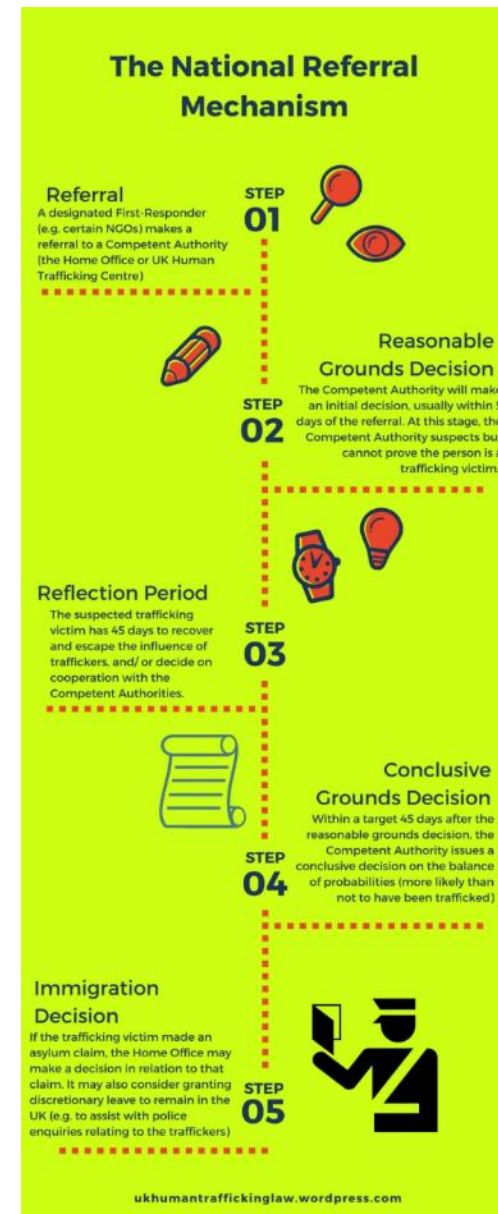 The National Referral
Mechanism
Referral
A designated First-Responder
(e.g. certain NGOs) makes a
referral to a Competent Authority
(the Home Office or UK Human
Trafficking Centre)
STEP
01
Reasonable
Grounds Decision
The Competent Authority will make
an initial decision, usually within 5
days of the referral. At this stage, the
Competent Authority suspects but
cannot prove the person is a
trafficking victim.
STEP
02
Reflection Period
The suspected trafficking
victim has 45 days to recover
and escape the influence of
traffickers, and/ or decide on
cooperation with the
Competent Authorities.
STEP
03
Conclusive
Grounds Decision
Within a target 45 days after the
reasonable grounds decision, the
Competent Authority issues a
conclusive decision on the balance
of probabilities (more likely than
not to have been trafficked)
STEP
04
Immigration
Decision
If the trafficking victim made an
asylum claim, the Home Office may
make a decision in relation to that
claim. It may also consider granting
discretionary leave to remain in the
UK (e.g. to assist with police
enquiries relating to the traffickers)
STEP
05
ukhumantraffickinglaw.wordpress.com